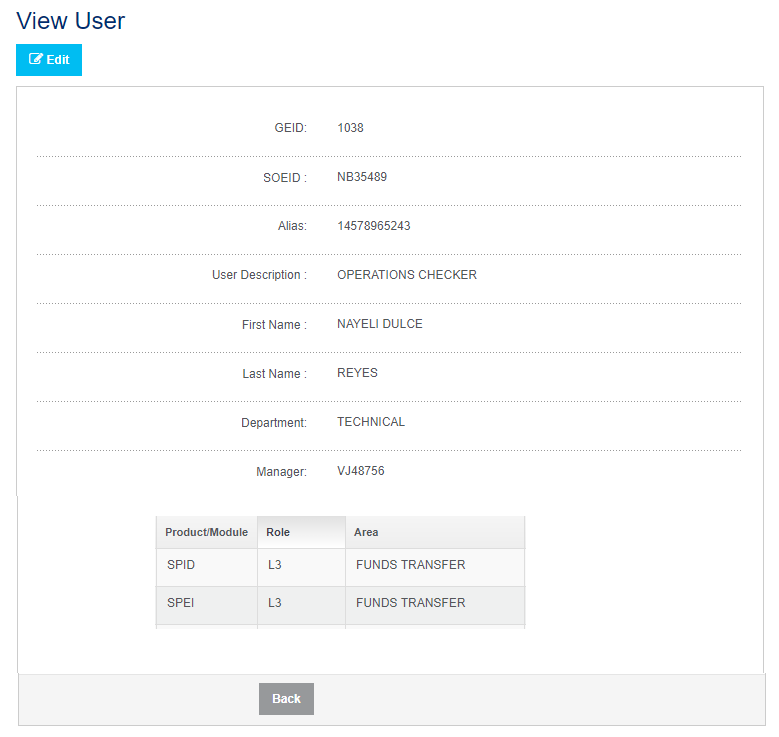 View User
Edit
GEID: 1038
SOEID : NB35489
Alias: 14578965243
User Description : OPERATIONS CHECKER
First Name : NAYELI DULCE
Last Name : REYES
Department: TECHNICAL
Manager: VJ48756
Product/Module Role Area
SPID L3 FUNDS TRANSFER
SPEI L3 FUNDS TRANSFER
Back